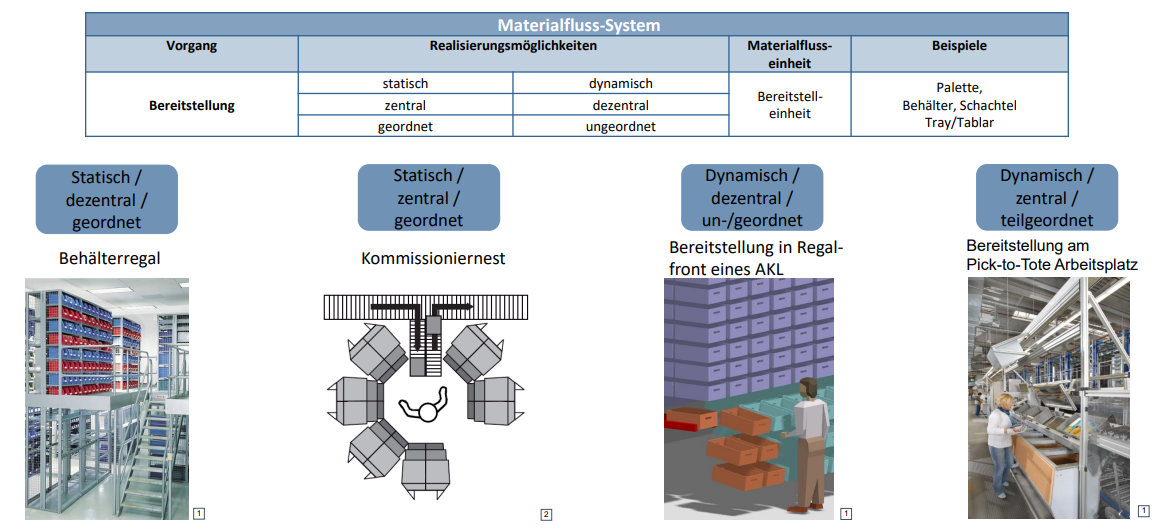 Materialfluss-System
Vorgang Realisierungsmöglichkeiten Materialfluss- Beispiele
einheit
statisch dynamisch
Bereitstellung zentral dezentral
geordnet ungeordnet
Bereitstell-
einheit
Palette,
Behälter, Schachtel
Tray/Tablar
Statisch /
dezentral /
geordnet
Behälterregal
1
Statisch /
zentral /
geordnet
Kommissioniernest
2
Dynamisch /
dezentral /
un-/geordnet
Bereitstellung in Regal-
front eines AKL
1
Dynamisch /
zentral /
teilgeordnet
Bereitstellung am
Pick-to-Tote Arbeitsplatz
1